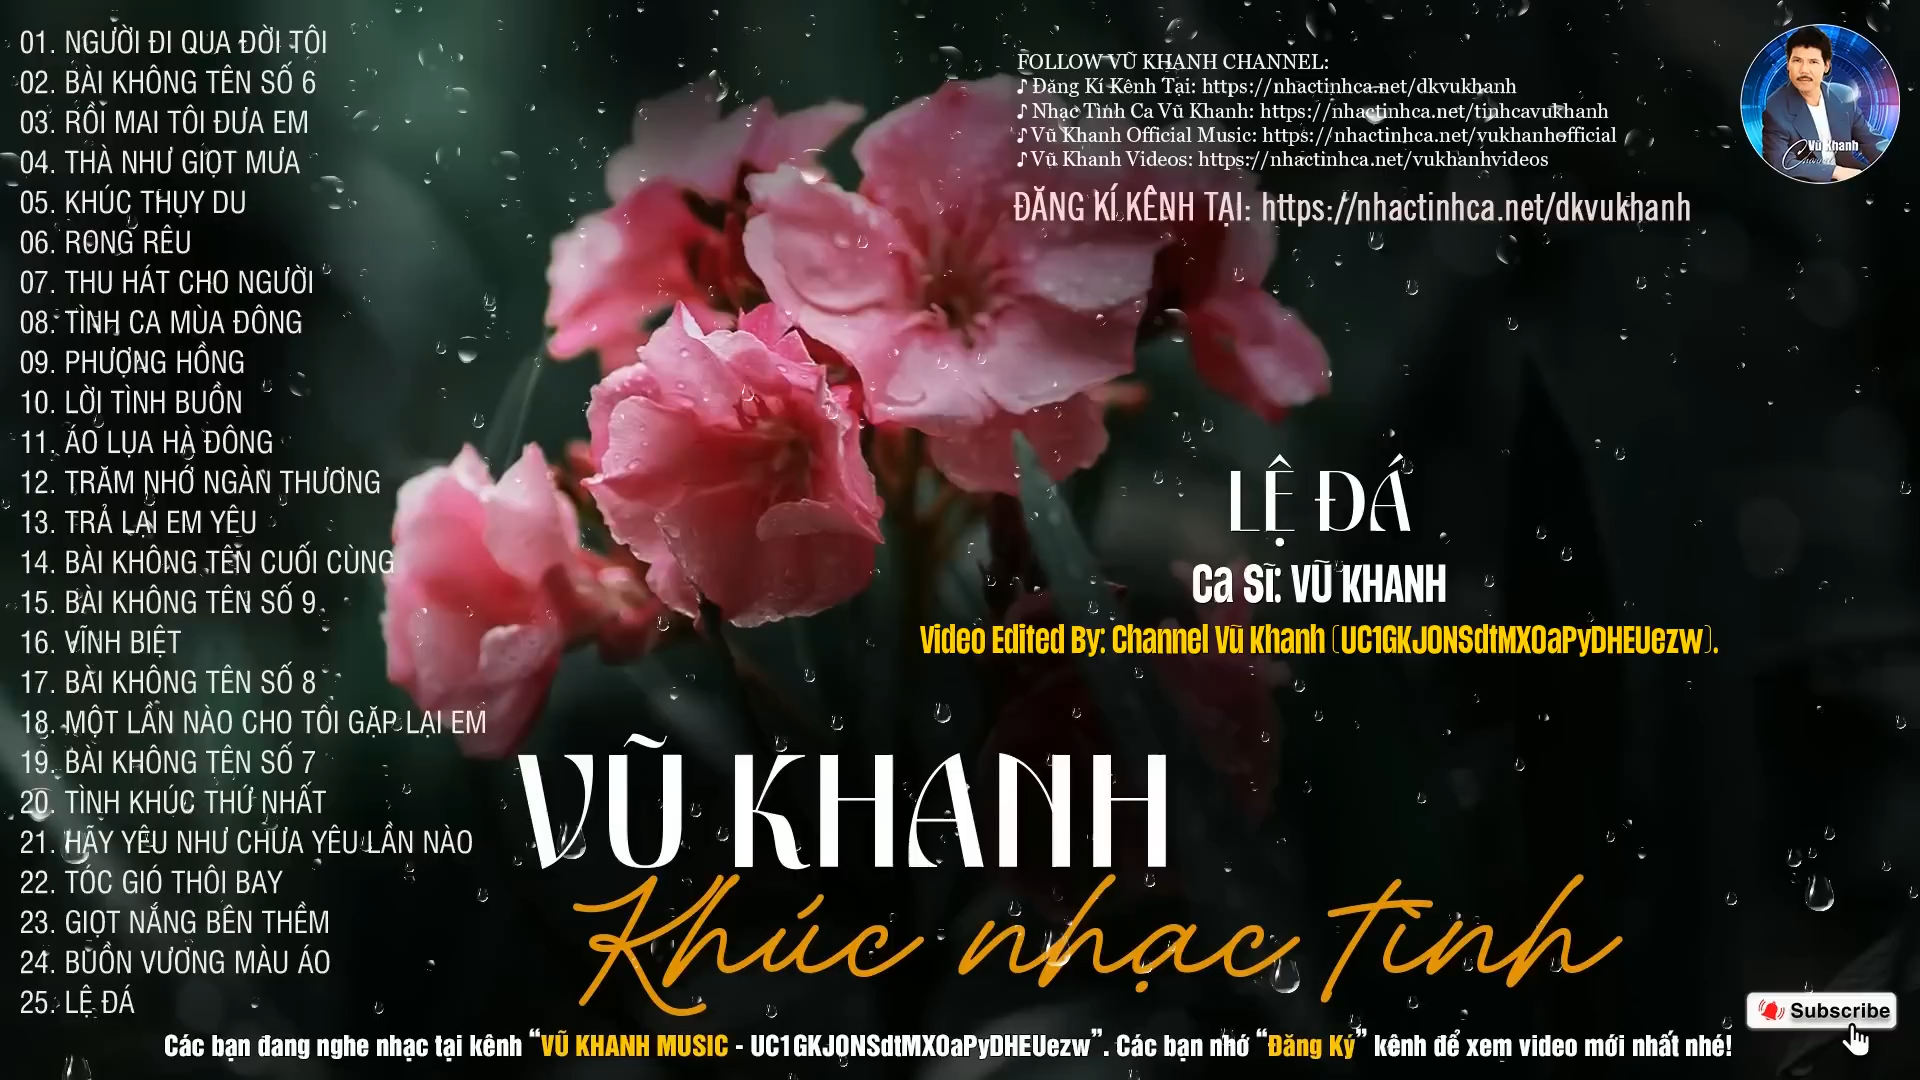 01. NGƯỜI ĐI QUA ĐỜI TÔI
02. BÀI KHÔNG TÊN SỐ 6
03. RỒI MAI TÔI ĐƯA EM
04. THÀ NHƯ GIỌT MƯA
05. KHÚC THỤY DU
06. RONG RÊU
07. THU HÁT CHO NGƯỜI
08. TÌNH CA MÙA ĐÔNG
09. PHƯỢNG HỒNG
10. LỜI TÌNH BUỒN
11. ÁO LỤA HÀ ĐÔNG
12. TRĂM NHỚ NGÀN THƯƠNG
13. TRẢ LẠI EM YÊU
14. BÀI KHÔNG TÊN CUỐI CÙNG
15. BÀI KHÔNG TÊN SỐ 9
16. VĨNH BIỆT
17. BÀI KHÔNG TÊN SỐ 8
18. MỘT LẦN NÀO CHO TÔI GẶP LẠI EM
19. BÀI KHÔNG TÊN SỐ 7
20. TÌNH KHÚC THỨ NHẤT
21. HÃY YÊU NHƯ CHƯA YÊU LẦN NÀO
22. TÓC GIÓ THÔI BAY
23. GIỌT NẮNG BÊN THỀM
24. BUỒN VƯƠNG MÀU ÁO
25. LỆ ĐÁ
FOLLOW VŨ KHANH CHANNEL:
♪ Đăng Kí Kênh Tại: https://nhactinhca.net/dkvukhanh
♪ Nhạc Tình Ca Vũ Khanh: https://nhactinhca.net/tinhcavukhanh
♪ Vũ Khanh Official Music: https://nhactinhca.net/vukhanhofficial
♪ Vũ Khanh Videos: https://nhactinhca.net/vukhanhvideos
ĐĂNG KÍ KÊNH TẠI: https://nhactinhca.net/dkvukhanh
Vũ Khanh
Channel
LỆ ĐÁ
Ca Sĩ: VŨ KHANH
Video Edited By: Channel Vũ Khanh (UC1GKJONSdtMXOaPyDHEUezw).
VŨ KHANH
Khúc nhạc tình
Subscribe
Các bạn đang nghe nhạc tại kênh “VŨ KHANH MUSIC - UC1GKJONSdtMXOaPyDHEUezw”. Các bạn nhớ “Đăng Ký” kênh để xem video mới nhất nhé!